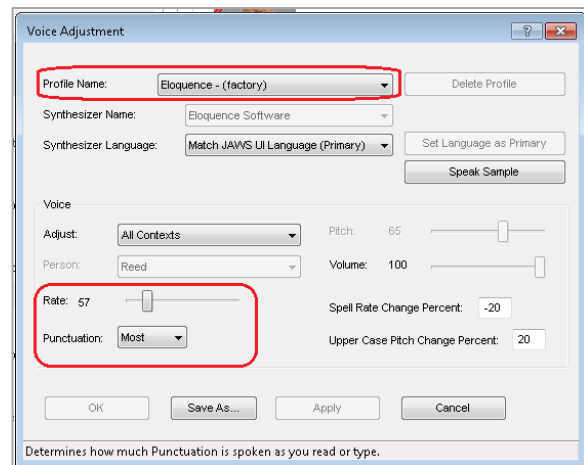 Voice Adjustment
Profile Name: Eloquence - (factory) Delete Profile
Synthesizer Name: Eloquence Software
Synthesizer Language: Match JAWS UI Language (Primary) Set Language as Primary
Speak Sample
Voice
Adjust: All Contexts Pitch: 65
Person: Reed Volume: 100
Rate: 57 Spell Rate Change Percent: -20
Punctuation: Most Upper Case Pitch Change Percent: 20
OK Save As... Apply Cancel
Determines how much Punctuation is spoken as you read or type.